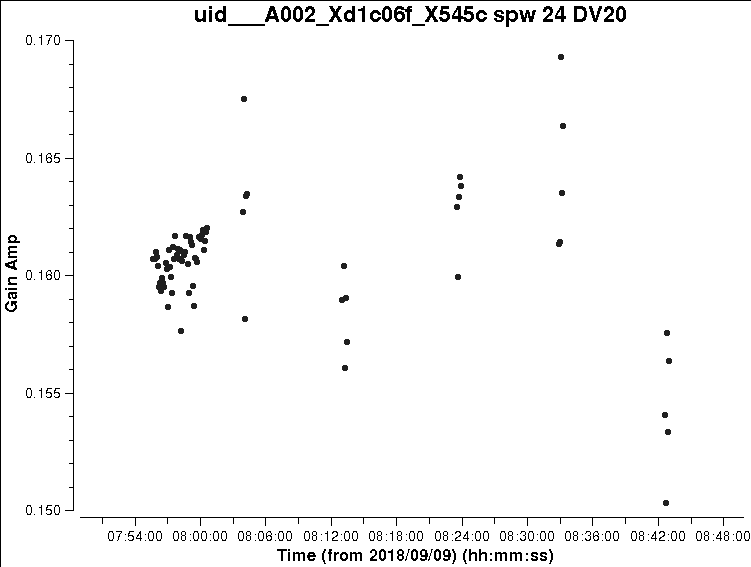 uid___A002_Xd1c06f_X545c spw 24 DV20
0.170
0.165
0.160
0.155
0.150
Gain Amp
07:54:00 08:00:00 08:06:00 08:12:00 08:18:00 08:24:00 08:30:00 08:36:00 08:42:00 08:48:00
Time (from 2018/09/09) (hh:mm:ss)